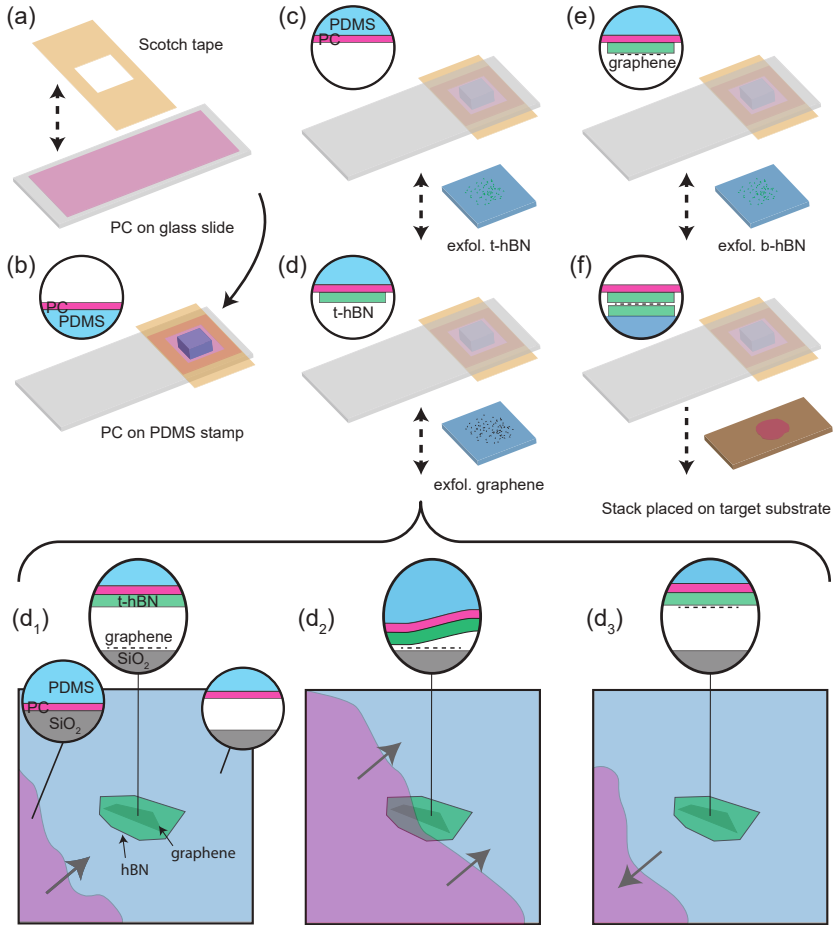 (a)
Scotch tape
PC on glass slide
(b)
PC
PDMS
PC on PDMS stamp
(c)
PDMS
PC
exfol. t-hBN
(d)
t-hBN
exfol. graphene
(e)
graphene
exfol. b-hBN
(f)
Stack placed on target substrate
(d₁)
t-hBN
graphene
SiO₂
PDMS
PC
SiO₂
graphene
hBN
(d₂)
(d₃)